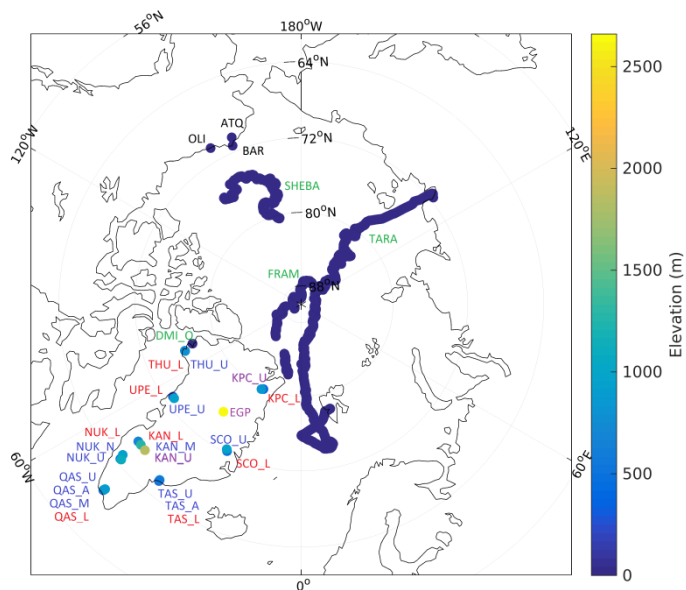 56°N
180°W
64°N
120°W
120°E
ATQ
OLI
BAR
72°N
SHEBA
80°N
TARA
FRAM
88°N
DMI_Q
THU_L
THU_U
KPC_U
KPC_L
UPE_L
UPE_U
EGP
NUK_L
KAN_L
NUK_N
KAN_M
NUK_U
KAN_U
SCO_U
SCO_L
60°W
60°E
QAS_U
QAS_A
QAS_M
QAS_L
TAS_U
TAS_A
TAS_L
0°
2500
2000
1500
1000
500
0
Elevation (m)